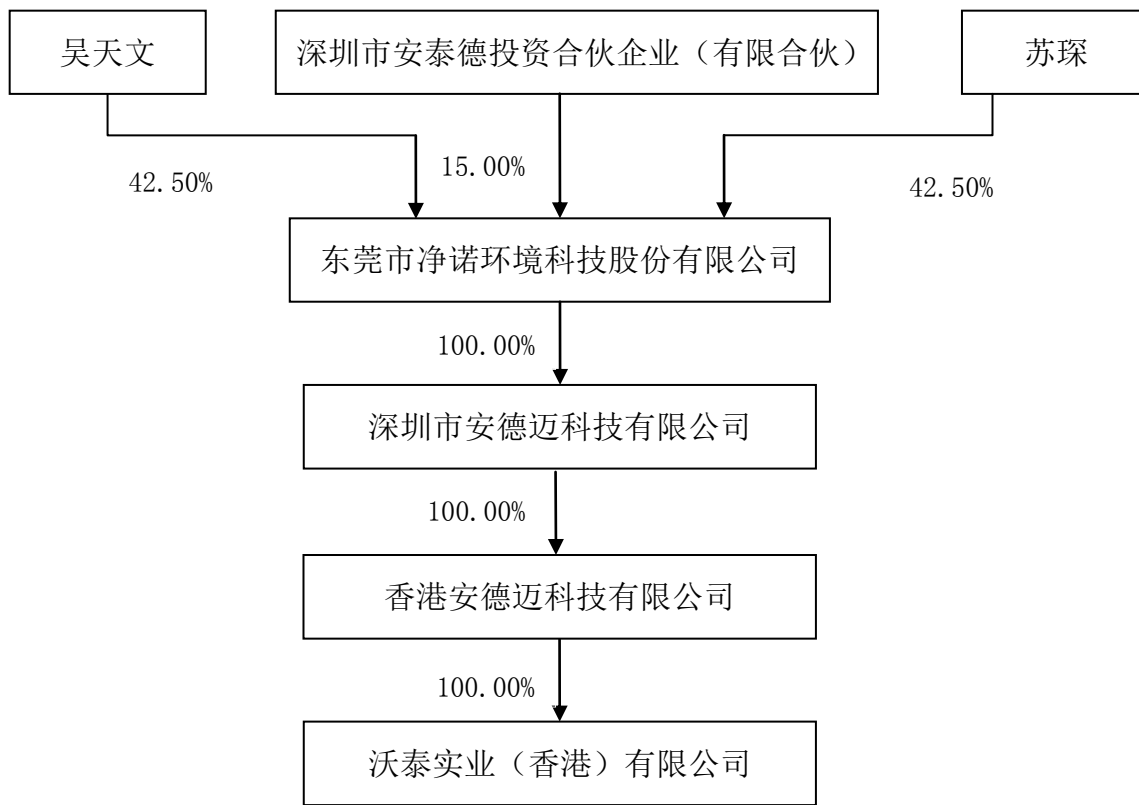 吴天文
深圳市安泰德投资合伙企业（有限合伙）
苏琛
42.50%
15.00%
42.50%
东莞市净诺环境科技股份有限公司
100.00%
深圳市安德迈科技有限公司
100.00%
香港安德迈科技有限公司
100.00%
沃泰实业（香港）有限公司